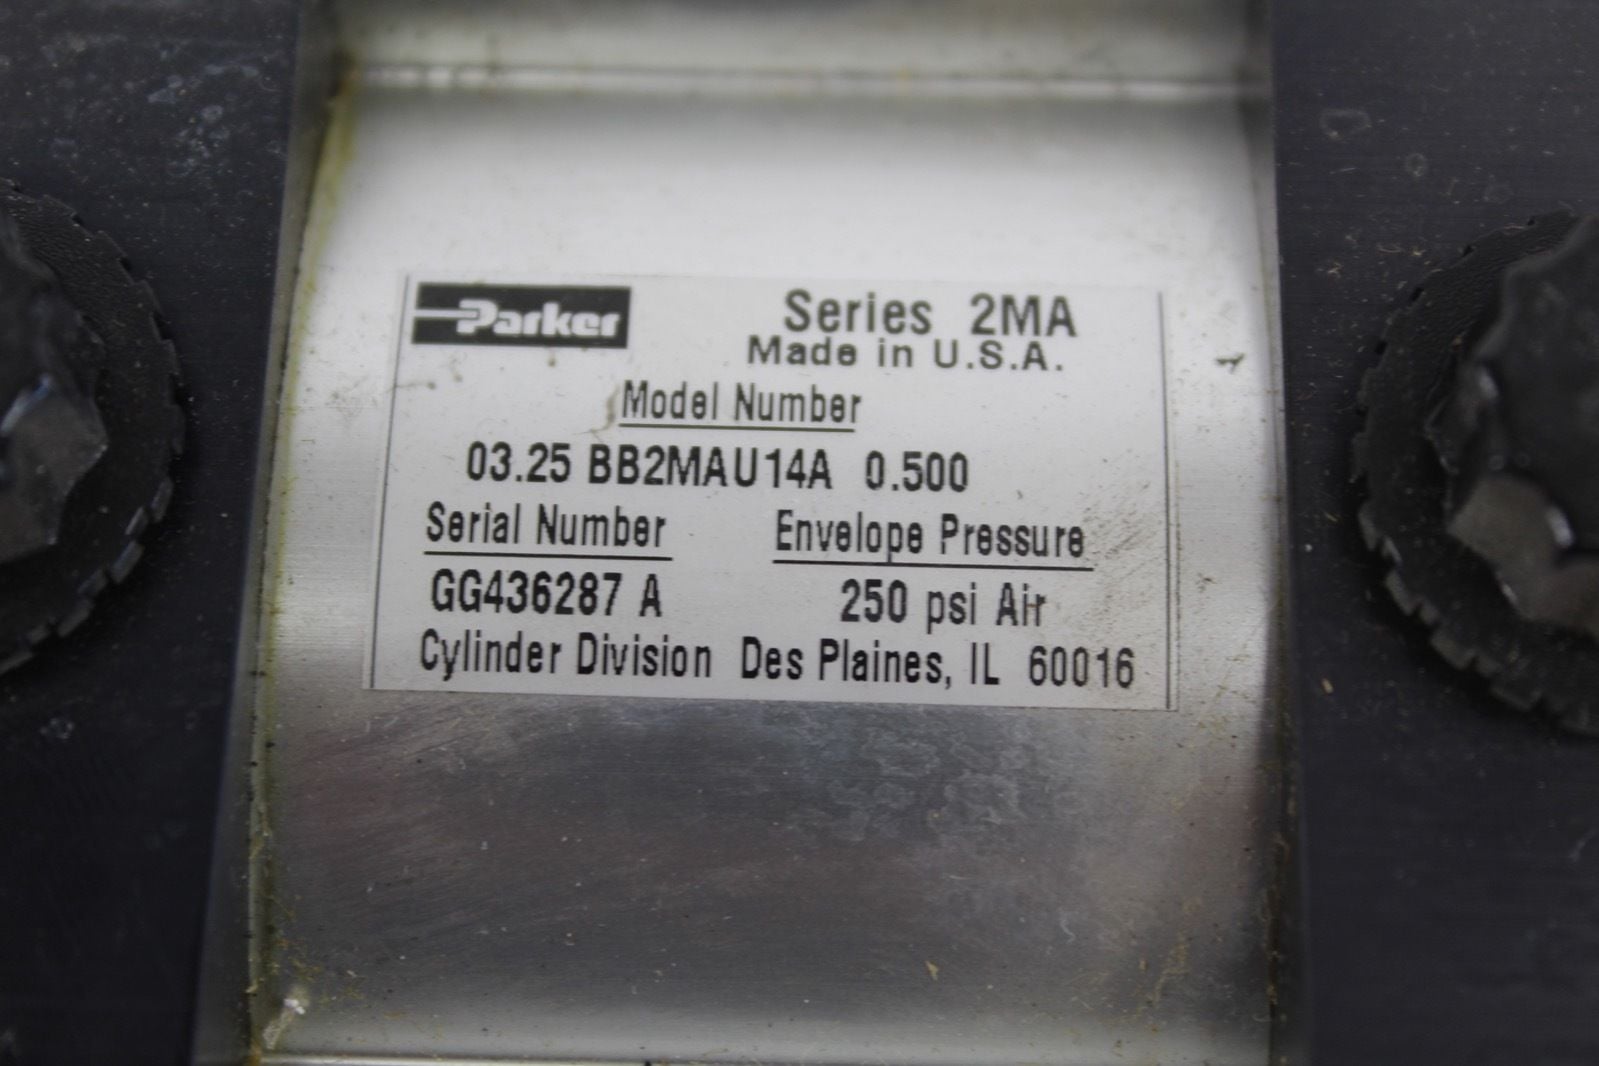 Parker Series 2MA
Made in U.S.A.
Model Number
03.25 BB2MAU14A 0.500
Serial Number Envelope Pressure
GG436287 A 250 psi Air
Cylinder Division Des Plaines, IL 60016